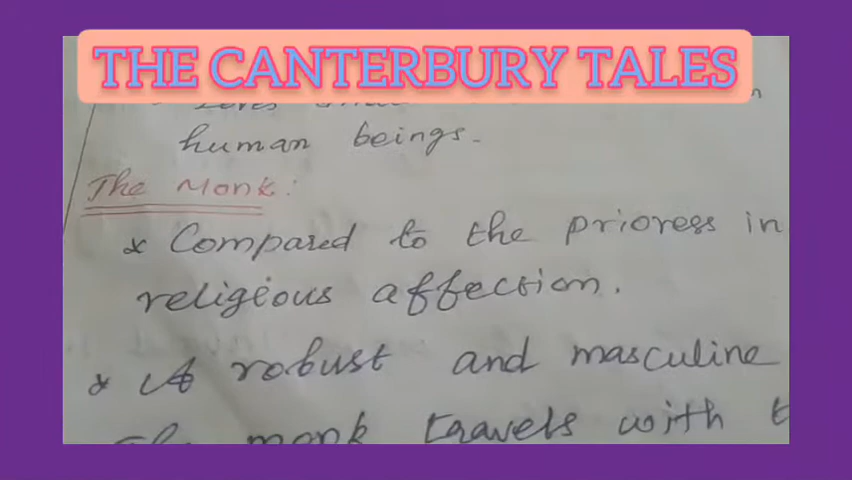 THE CANTERBURY TALES
human beings.
The Monk:
* Compared to the prioress in
religious affection.
* A robust and masculine
monk travels with